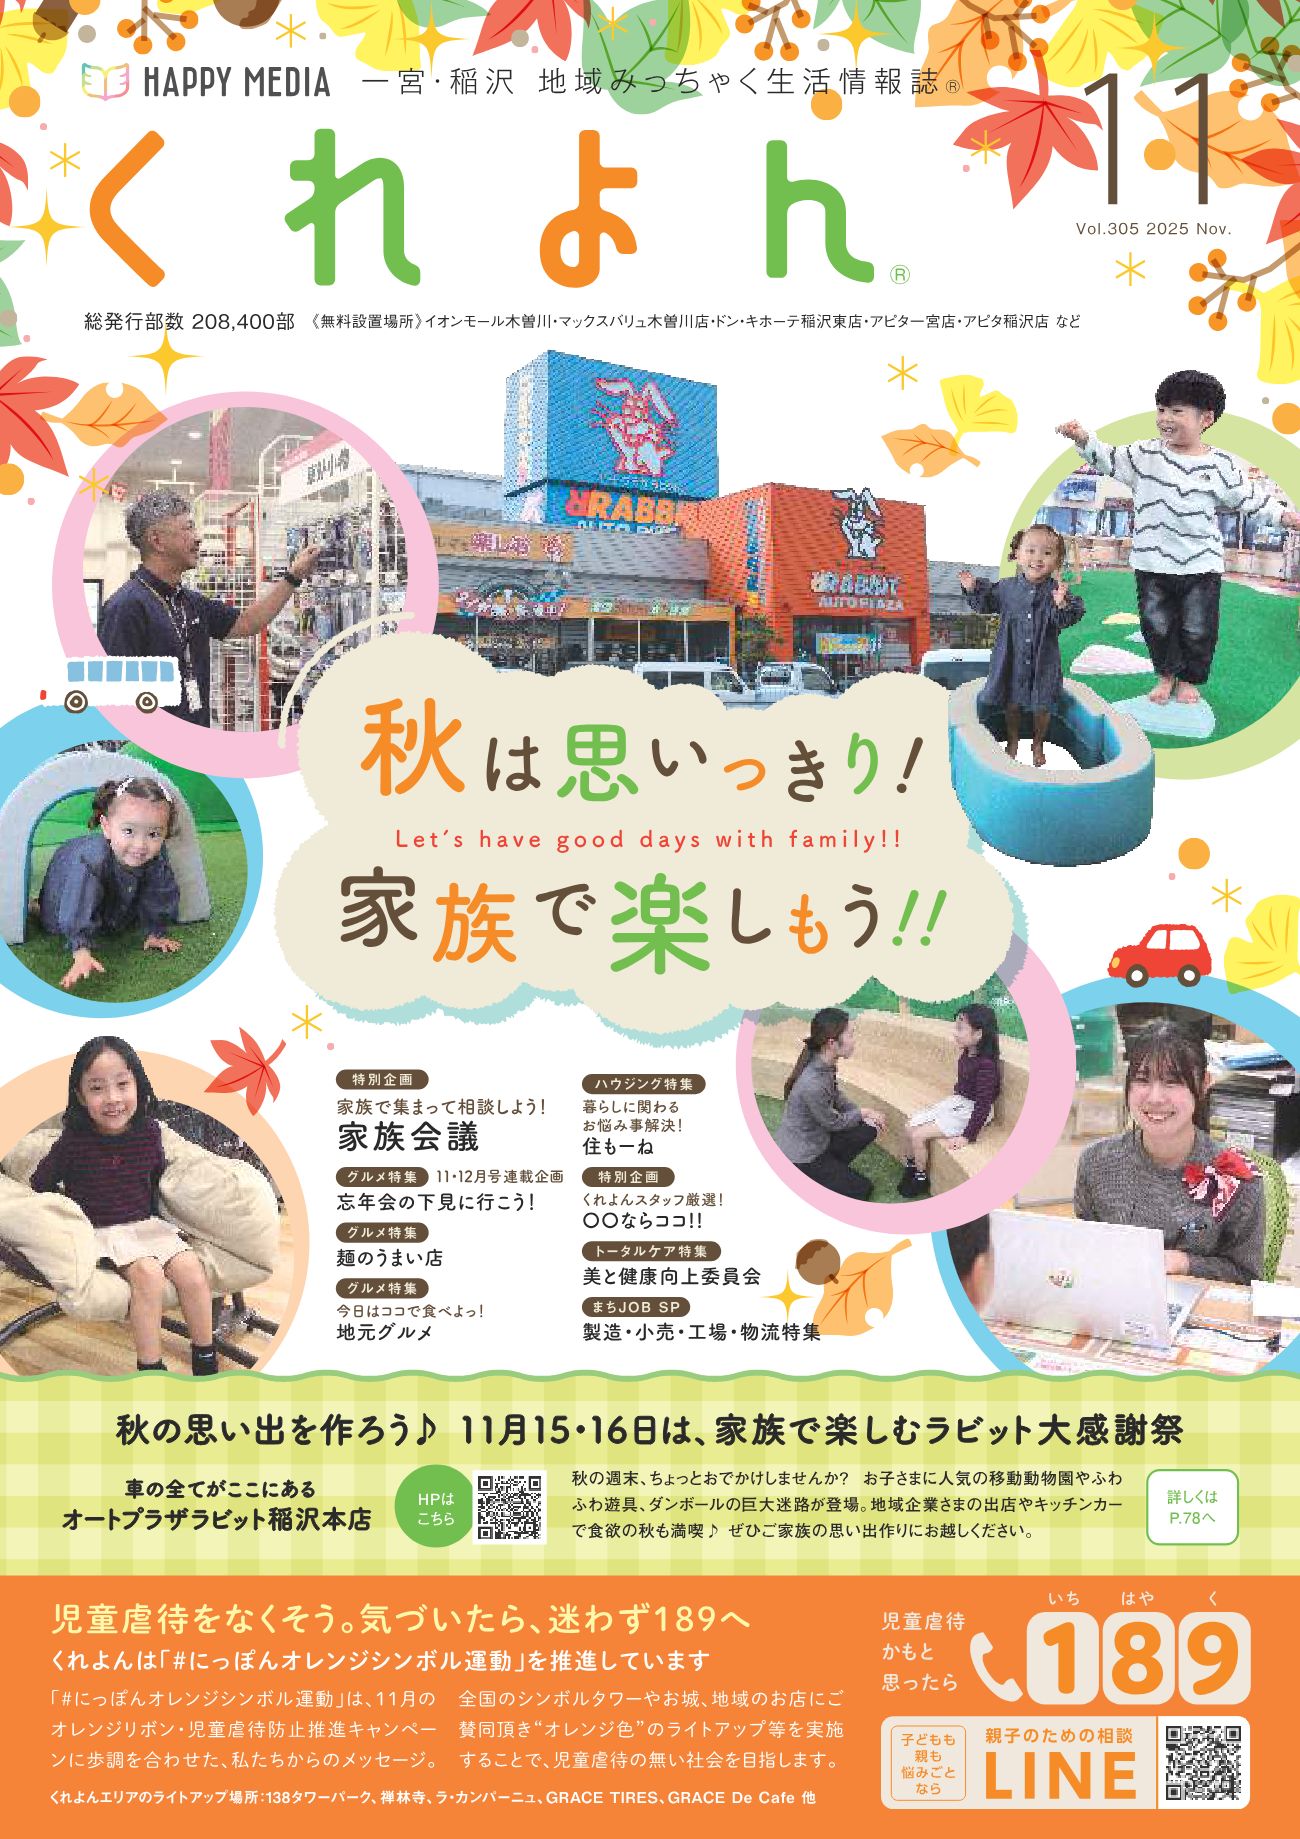 HAPPY MEDIA 一宮・稲沢 地域みっちゃく生活情報誌®
くれよん®
11
Vol.305 2025 Nov.
総発行部数 208,400部 《無料設置場所》イオンモール木曽川・マックスバリュ木曽川店・ドン・キホーテ稲沢東店・アピタ一宮店・アピタ稲沢店 など
RABBIT
AUTO PLAZA
秋は思いっきり!
Let's have good days with family!!
家族で楽しもう!!
特別企画
家族で集まって相談しよう!
家族会議
グルメ特集 11・12月号連載企画
忘年会の下見に行こう!
グルメ特集
麺のうまい店
グルメ特集
今日はココで食べよっ!
地元グルメ
ハウジング特集
暮らしに関わる
お悩み事解決!
住もーね
特別企画
くれよんスタッフ厳選!
〇〇ならココ!!
トータルケア特集
美と健康向上委員会
まちJOB SP
製造・小売・工場・物流特集
秋の思い出を作ろう♪ 11月15・16日は、家族で楽しむラビット大感謝祭
車の全てがここにある
オートプラザラビット稲沢本店
HPは
こちら
秋の週末、ちょっとおでかけしませんか? お子さまに人気の移動動物園やふわ
ふわ遊具、ダンボールの巨大迷路が登場。地域企業さまの出店やキッチンカー
で食欲の秋も満喫♪ ぜひご家族の思い出作りにお越しください。
詳しくは
P.78へ
児童虐待をなくそう。気づいたら、迷わず189へ
くれよんは「#にっぽんオレンジシンボル運動」を推進しています
「#にっぽんオレンジシンボル運動」は、11月の
オレンジリボン・児童虐待防止推進キャンペー
ンに歩調を合わせた、私たちからのメッセージ。
全国のシンボルタワーやお城、地域のお店にご
賛同頂き“オレンジ色”のライトアップ等を実施
することで、児童虐待の無い社会を目指します。
くれよんエリアのライトアップ場所:138タワーパーク、禅林寺、ラ・カンパーニュ、GRACE TIRES、GRACE De Cafe 他
児童虐待
かもと
思ったら
いち はや く
189
子どもも
親も
悩みごと
なら
親子のための相談
LINE